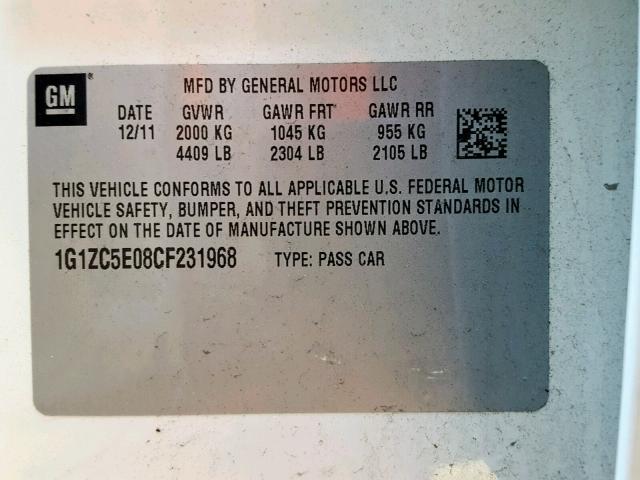 GM®
MFD BY GENERAL MOTORS LLC
DATE GVWR GAWR FRT GAWR RR
12/11 2000 KG 1045 KG 955 KG
4409 LB 2304 LB 2105 LB
THIS VEHICLE CONFORMS TO ALL APPLICABLE U.S. FEDERAL MOTOR
VEHICLE SAFETY, BUMPER, AND THEFT PREVENTION STANDARDS IN
EFFECT ON THE DATE OF MANUFACTURE SHOWN ABOVE.
1G1ZC5E08CF231968 TYPE: PASS CAR